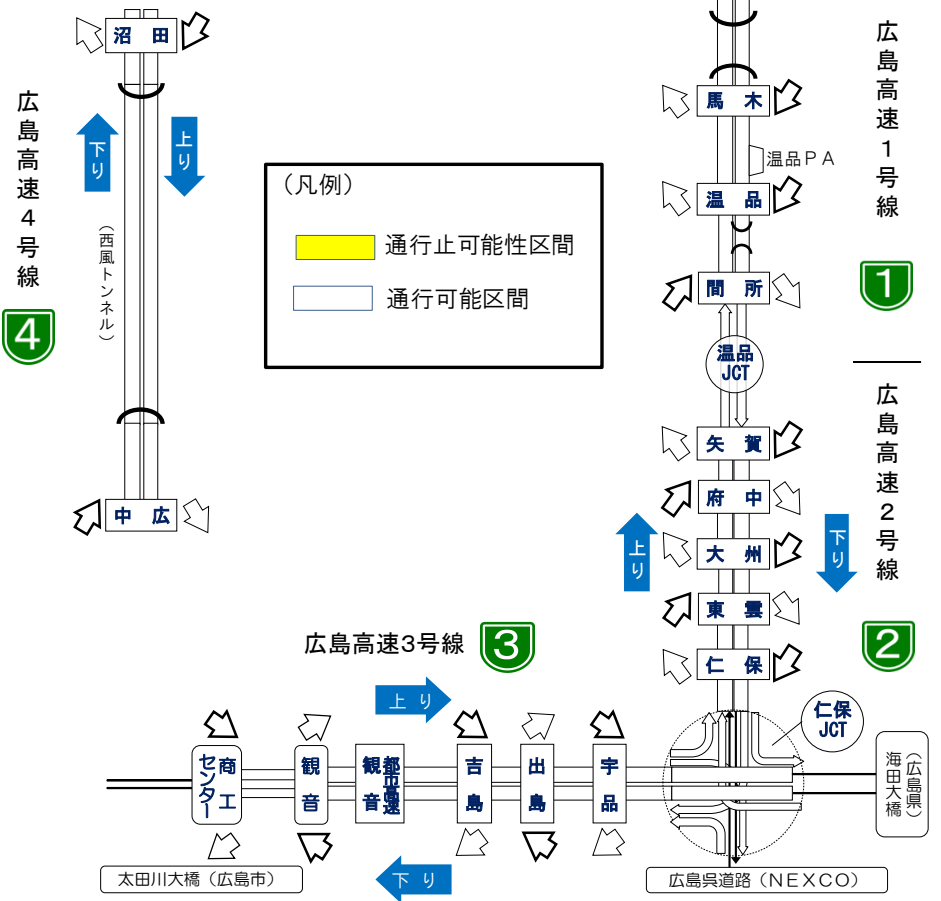 沼田
広島高速4号線
4
下り
上り
（西風トンネル）
中広
（凡例）
通行止可能性区間
通行可能区間
馬木
温品PA
温品
間所
温品
JCT
広島高速1号線
1
矢賀
府中
大州
東雲
仁保
上り
下り
広島高速2号線
2
仁保
JCT
広島高速3号線
3
上り
商工
センター
観音
都市高速
観音
吉島
出島
宇品
下り
太田川大橋（広島市）
広島呉道路（NEXCO）
（広島県）
海田大橋